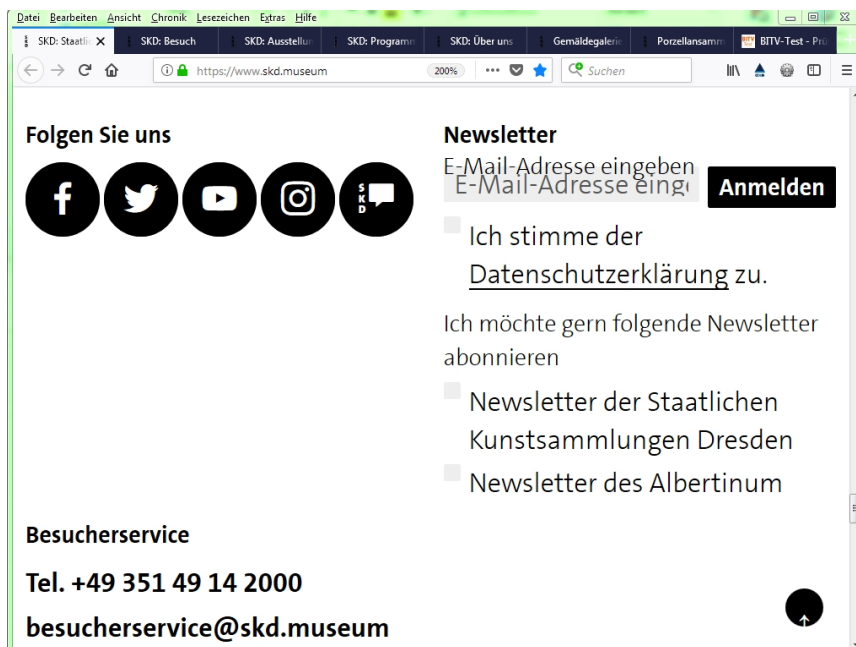 Datei Bearbeiten Ansicht Chronik Lesezeichen Extras Hilfe
SKD: Staatlic SKD: Besuch SKD: Ausstellun SKD: Programm SKD: Über uns Gemäldegalerie Porzellansamm BITV-Test - Prü
https://www.skd.museum 200% Suchen
Folgen Sie uns
SKD
Newsletter
E-Mail-Adresse eingeben
E-Mail-Adresse einge
Anmelden
Ich stimme der
Datenschutzerklärung zu.
Ich möchte gern folgende Newsletter
abonnieren
Newsletter der Staatlichen
Kunstsammlungen Dresden
Newsletter des Albertinum
Besucherservice
Tel. +49 351 49 14 2000
besucherservice@skd.museum